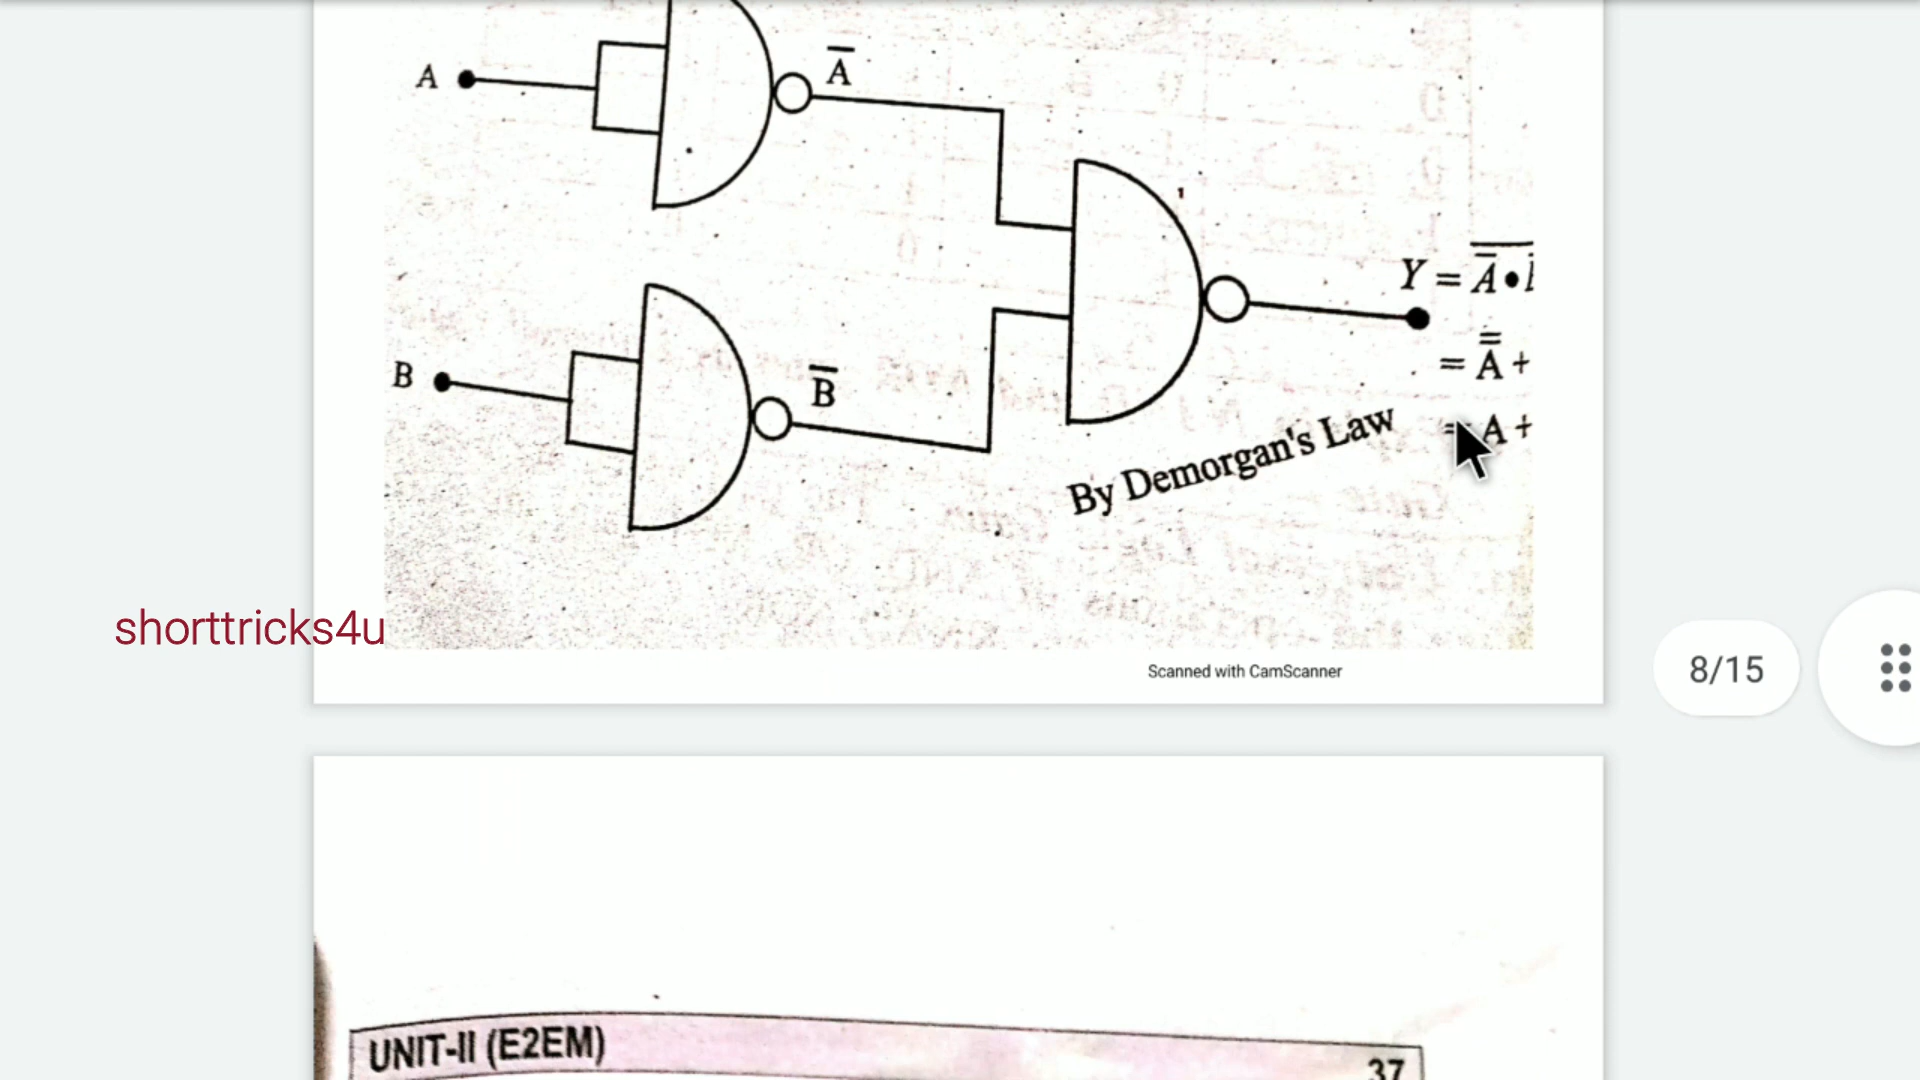 A
A̅
Y = A̅ •
= A̿ +
B
B̅
= A +
By Demorgan's Law
shorttricks4u
Scanned with CamScanner
8/15
UNIT-II (E2EM)
37